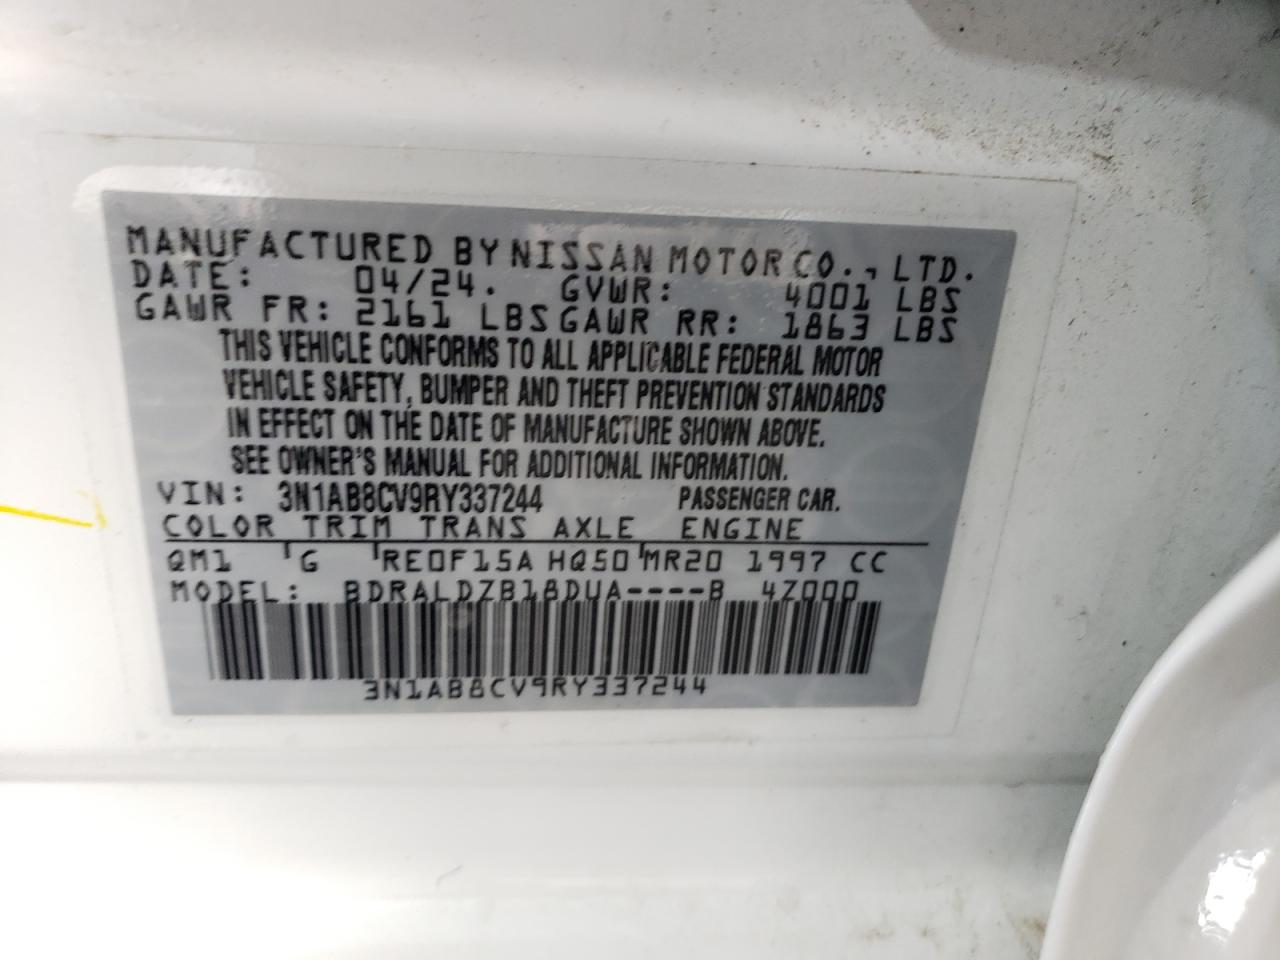 MANUFACTURED BY NISSAN MOTOR CO., LTD.
DATE: 04/24. GVWR: 4001 LBS
GAWR FR: 2161 LBS GAWR RR: 1863 LBS
THIS VEHICLE CONFORMS TO ALL APPLICABLE FEDERAL MOTOR
VEHICLE SAFETY, BUMPER AND THEFT PREVENTION STANDARDS
IN EFFECT ON THE DATE OF MANUFACTURE SHOWN ABOVE.
SEE OWNER'S MANUAL FOR ADDITIONAL INFORMATION.
VIN: 3N1AB8CV9RY337244 PASSENGER CAR.
COLOR TRIM TRANS AXLE ENGINE
QM1 G RE0F15A HQ50 MR20 1997 CC
MODEL: BDRALDZB18DUA----B 4Z000
3N1AB8CV9RY337244